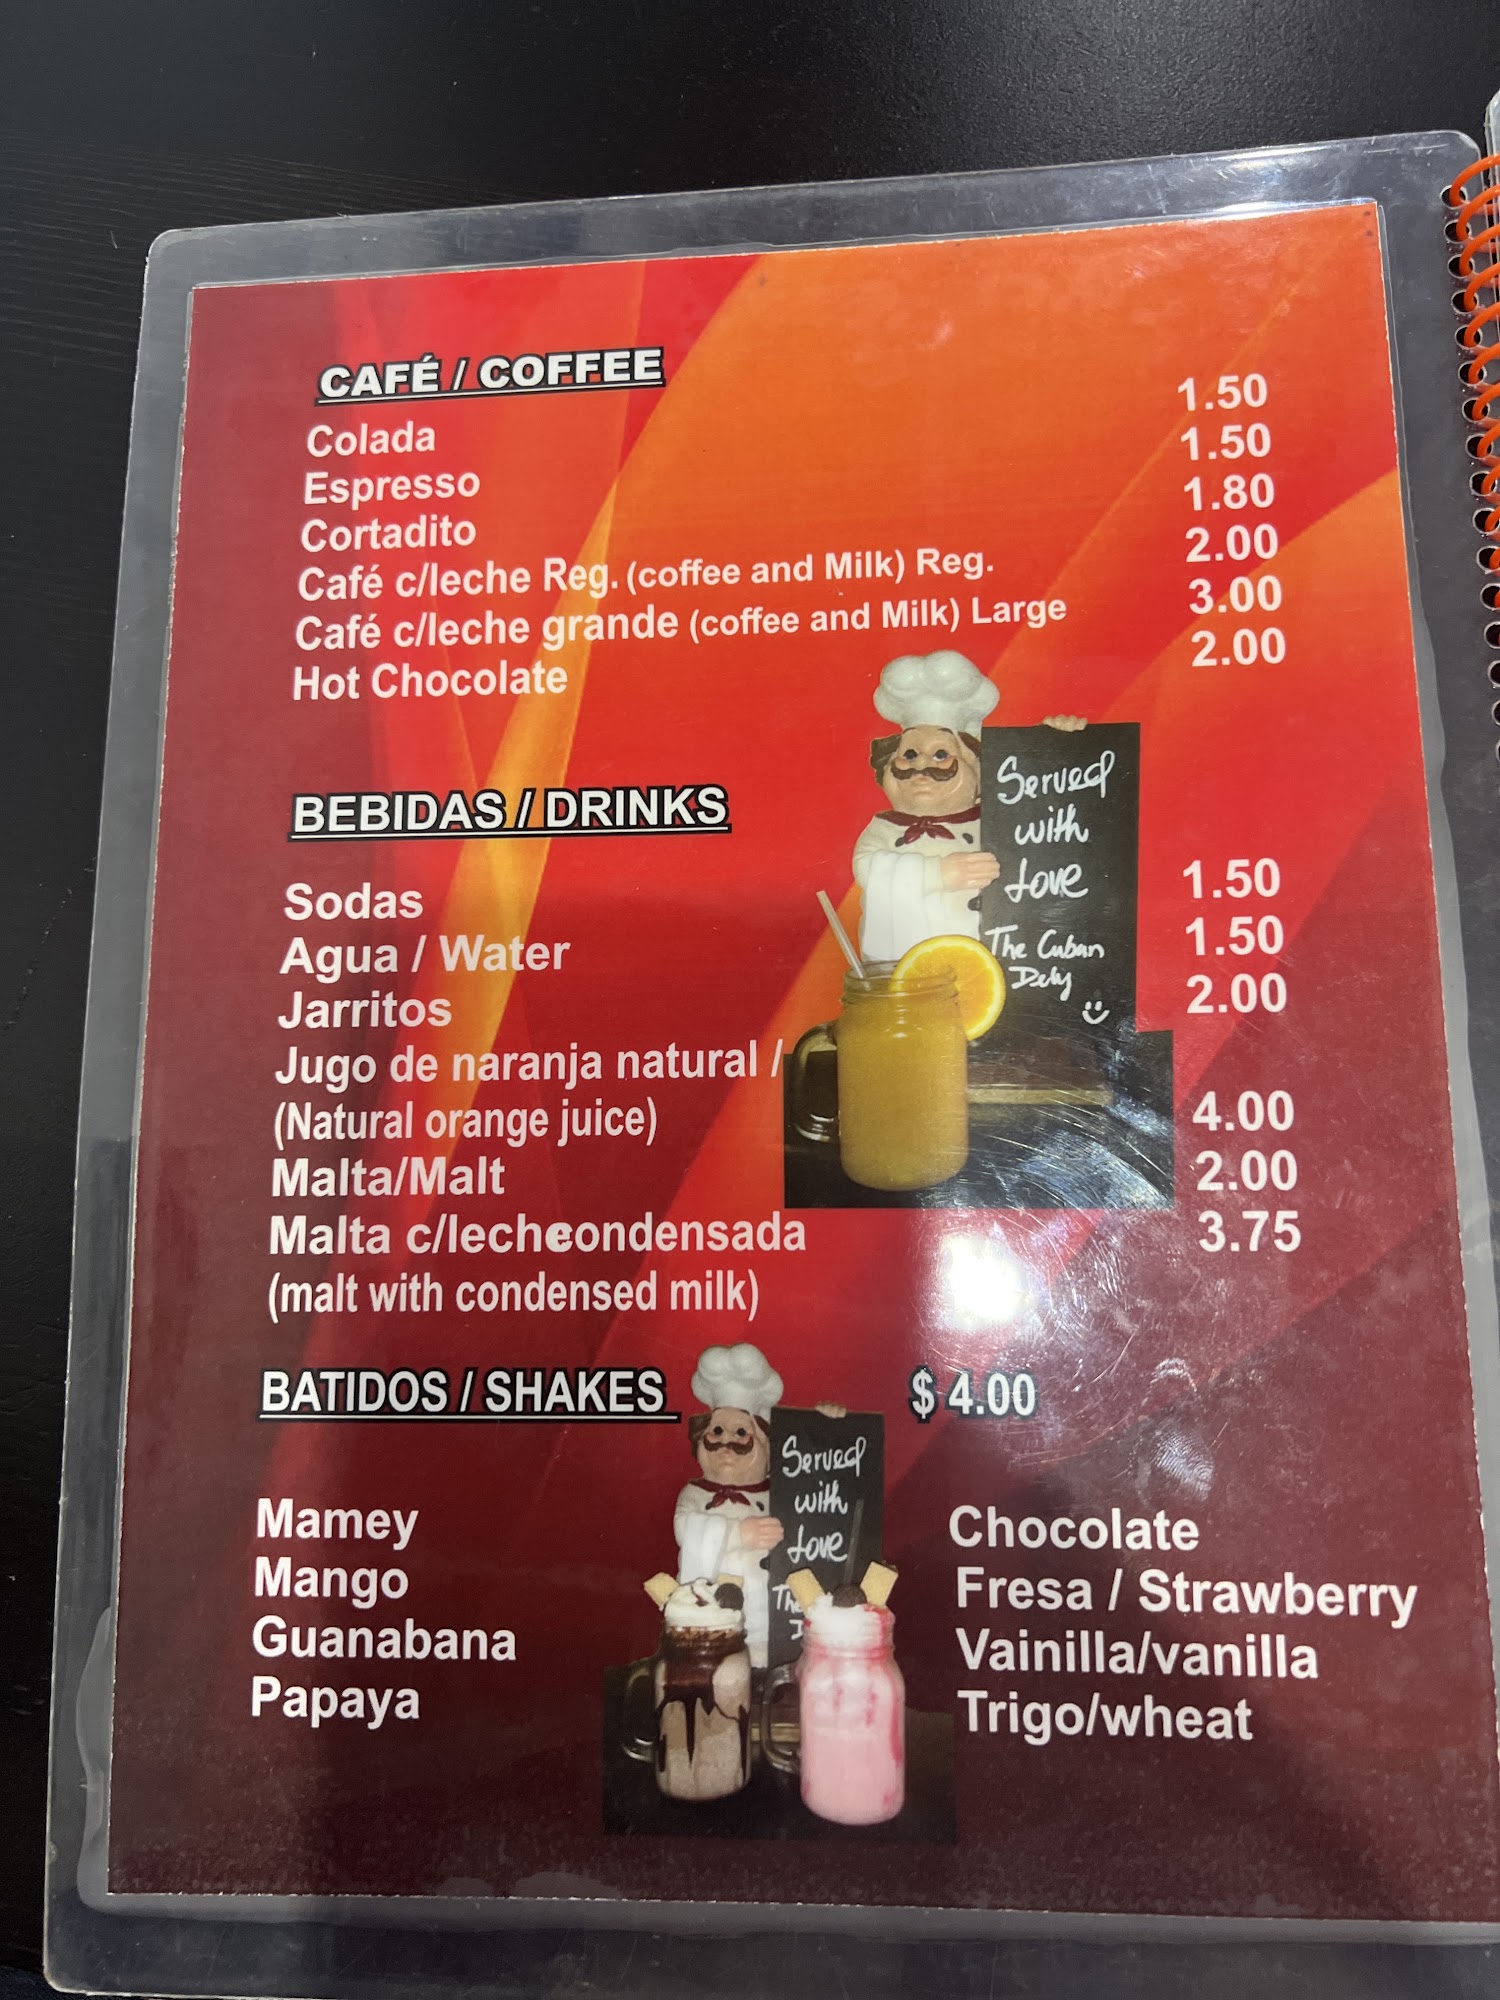 CAFÉ / COFFEE
Colada 1.50
Espresso 1.50
Cortadito 1.80
Café c/leche Reg. (coffee and Milk) Reg. 2.00
Café c/leche grande (coffee and Milk) Large 3.00
Hot Chocolate 2.00
Served
with
Love
The Cuban
Dely
BEBIDAS / DRINKS
Sodas 1.50
Agua / Water 1.50
Jarritos 2.00
Jugo de naranja natural /
(Natural orange juice) 4.00
Malta/Malt 2.00
Malta c/leche condensada 3.75
(malt with condensed milk)
BATIDOS / SHAKES $ 4.00
Served
with
Love
Mamey
Mango
Guanabana
Papaya
Chocolate
Fresa / Strawberry
Vainilla/vanilla
Trigo/wheat